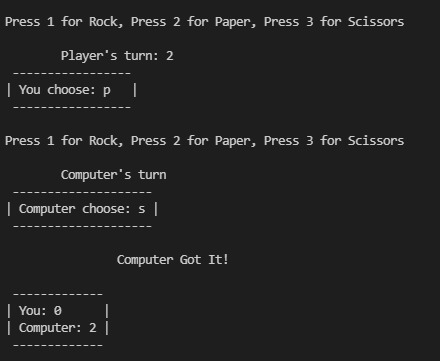 Press 1 for Rock, Press 2 for Paper, Press 3 for Scissors
Player's turn: 2
-----------------
| You choose: p   |
-----------------
Press 1 for Rock, Press 2 for Paper, Press 3 for Scissors
Computer's turn
--------------------
| Computer choose: s |
--------------------
Computer Got It!
-------------
| You: 0      |
| Computer: 2 |
-------------